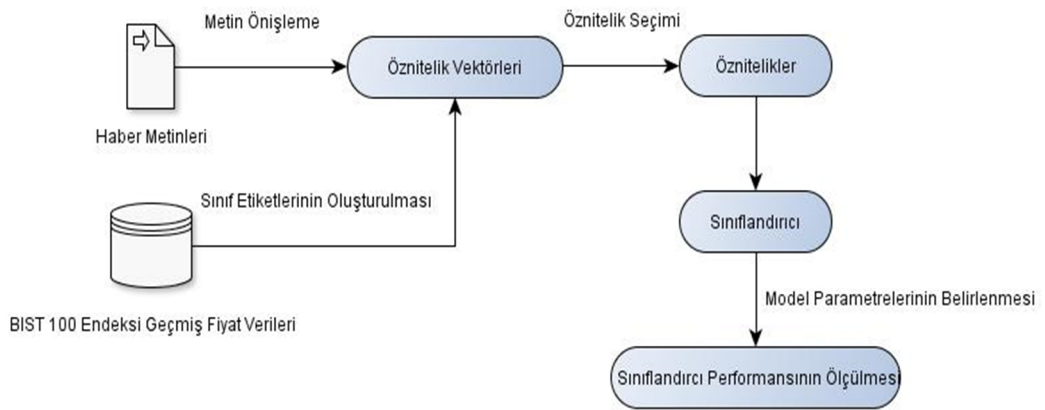 Metin Önişleme
Öznitelik Seçimi
Öznitelik Vektörleri
Öznitelikler
Haber Metinleri
Sınıf Etiketlerinin Oluşturulması
Sınıflandırıcı
Model Parametrelerinin Belirlenmesi
BIST 100 Endeksi Geçmiş Fiyat Verileri
Sınıflandırcı Performansının Ölçülmesi